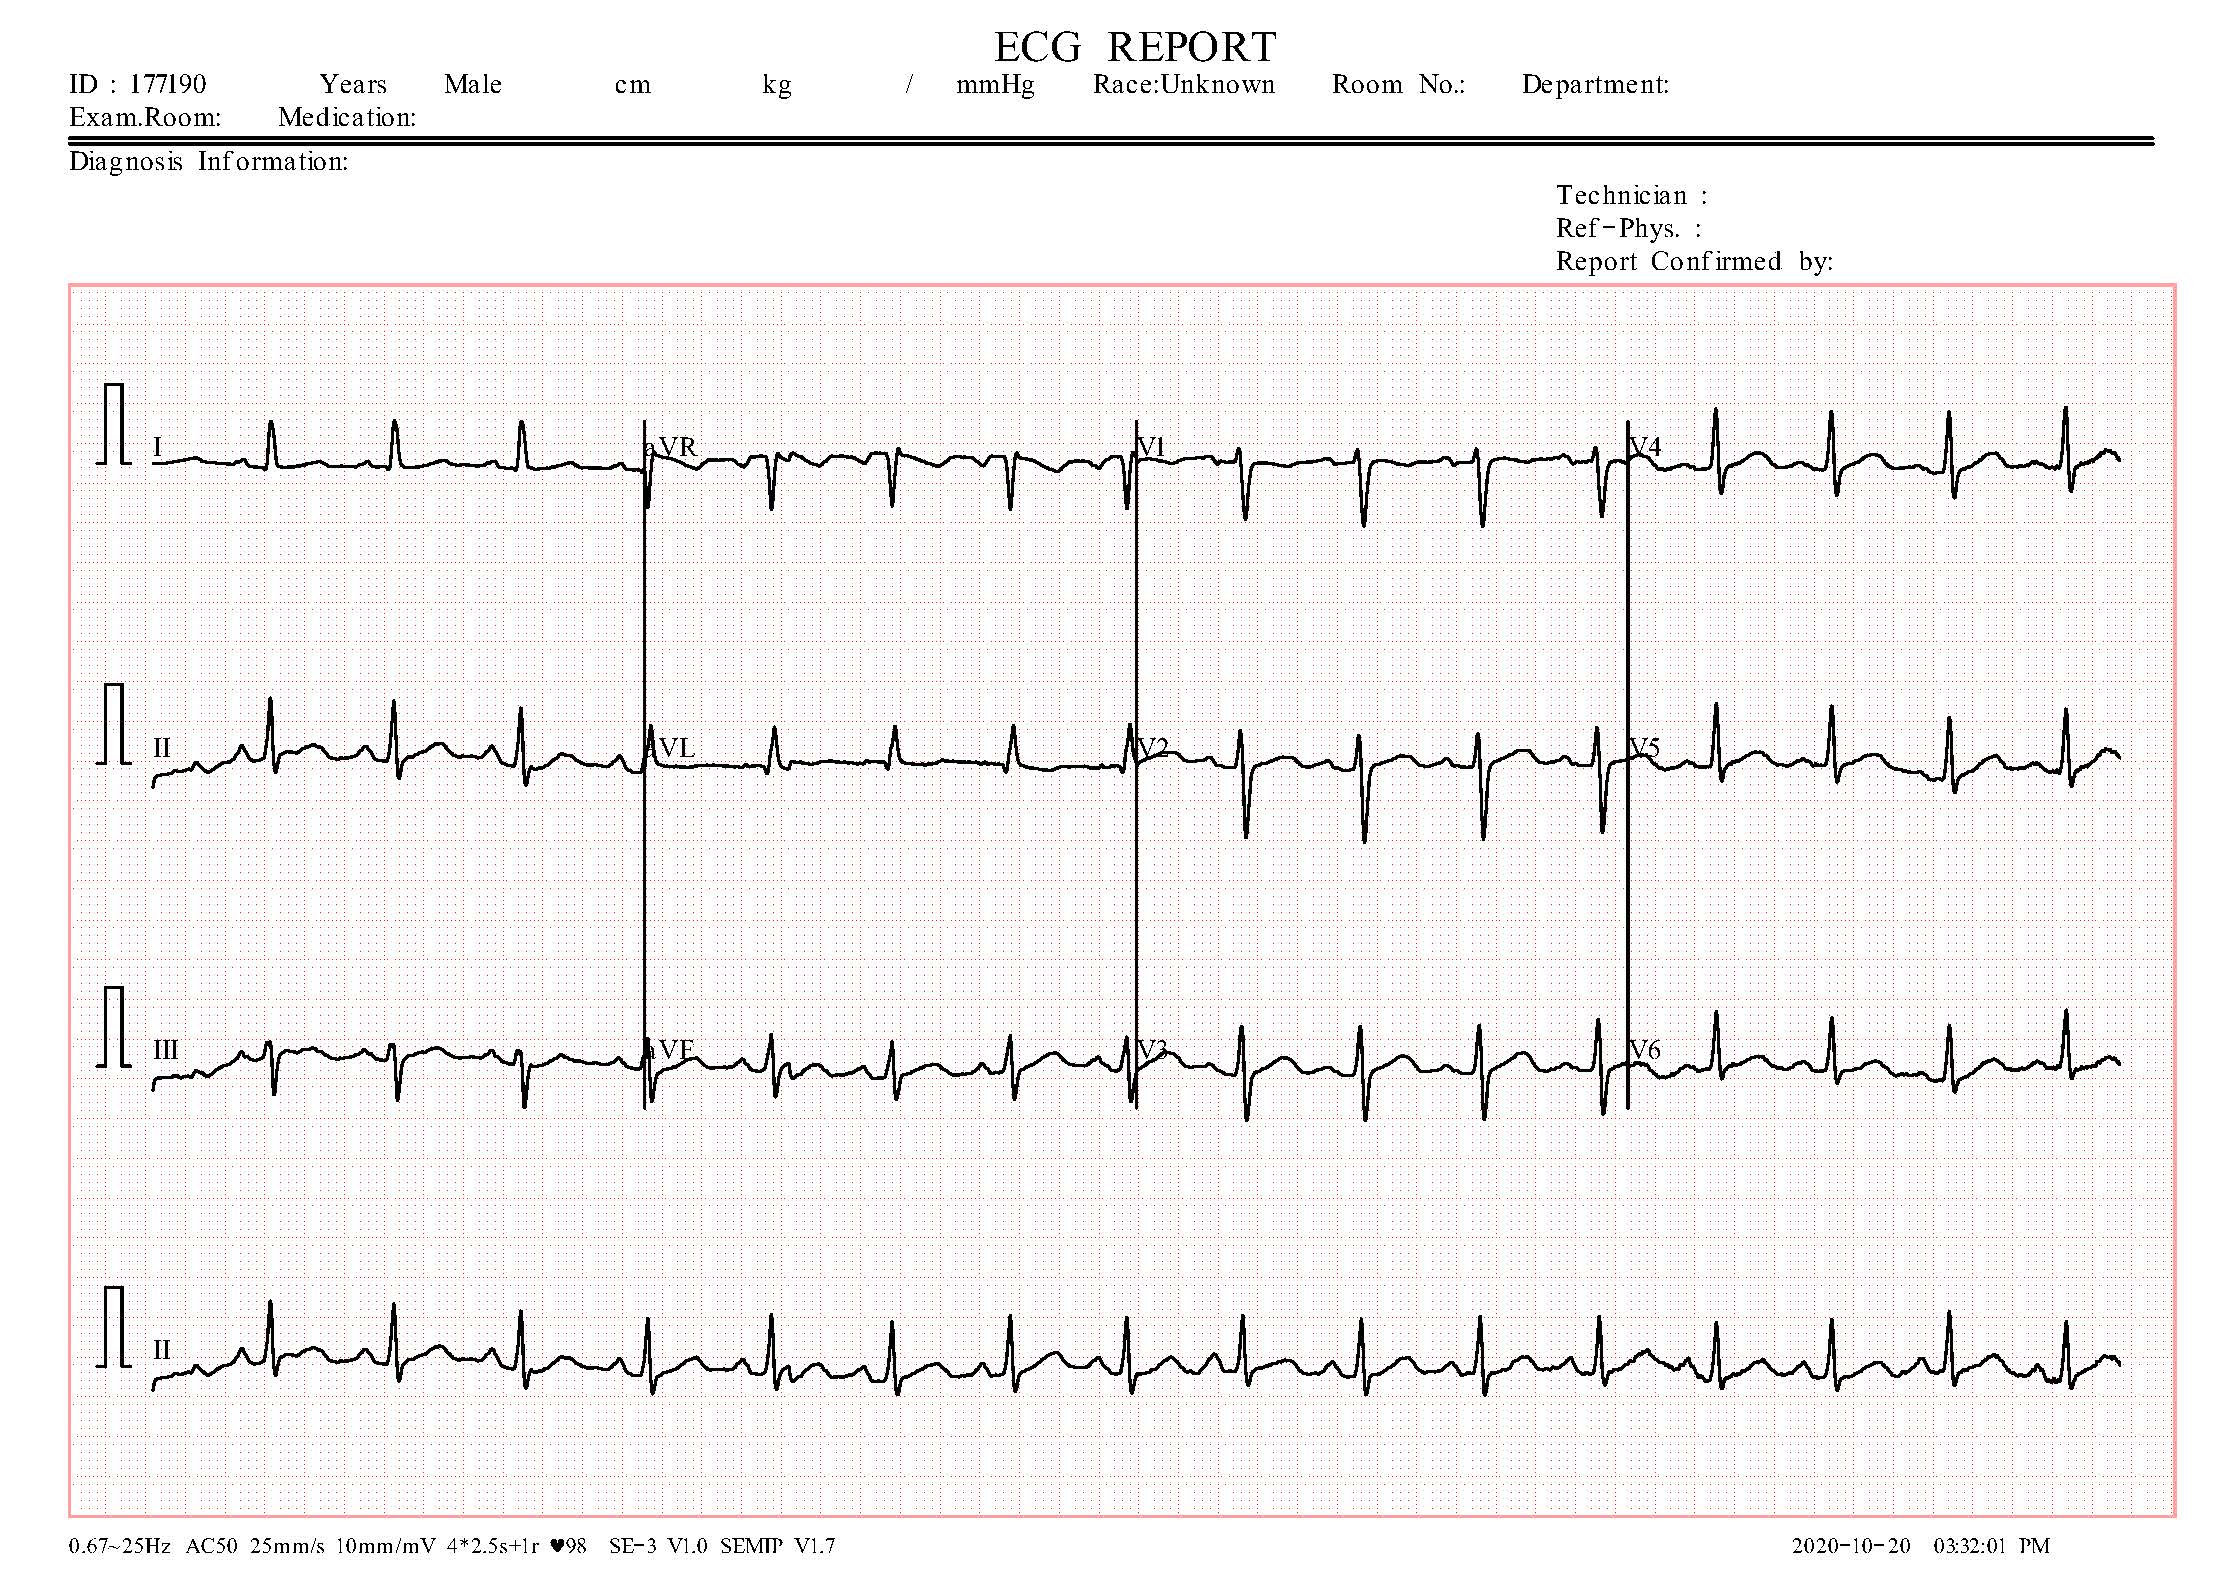 ECG REPORT
ID : 177190 Years Male cm kg / mmHg Race:Unknown Room No.: Department:
Exam.Room: Medication:
Diagnosis Information:
Technician :
Ref-Phys. :
Report Confirmed by:
I aVR V1 V4
II aVL V2 V5
III aVF V3 V6
II
0.67~25Hz AC50 25mm/s 10mm/mV 4*2.5s+1r ♥98 SE-3 V1.0 SEMIP V1.7 2020-10-20 03:32:01 PM